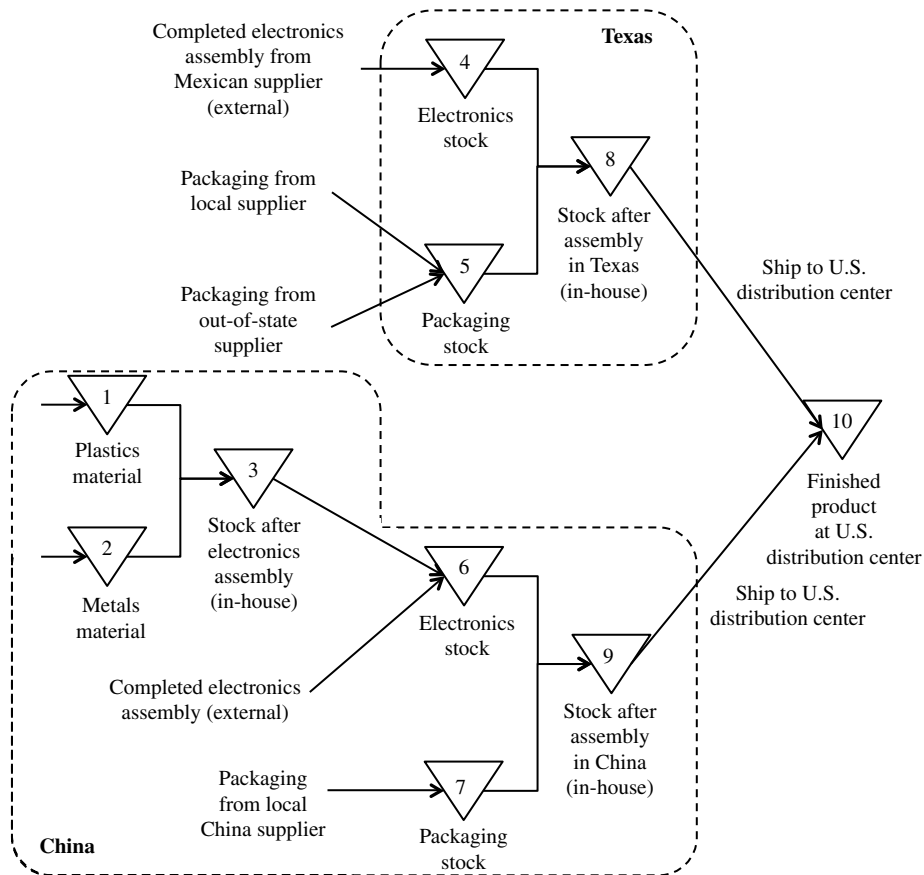 Completed electronics
assembly from
Mexican supplier
(external)
Texas
4
Electronics
stock
Packaging from
local supplier
8
Stock after
assembly
in Texas
(in-house)
5
Packaging stock
Packaging from
out-of-state
supplier
Ship to U.S.
distribution center
1
Plastics
material
3
Stock after
electronics
assembly
(in-house)
2
Metals
material
10
Finished
product
at U.S.
distribution center
6
Electronics
stock
Ship to U.S.
distribution center
Completed electronics
assembly (external)
9
Stock after
assembly
in China
(in-house)
Packaging
from local
China supplier
7
Packaging
stock
China